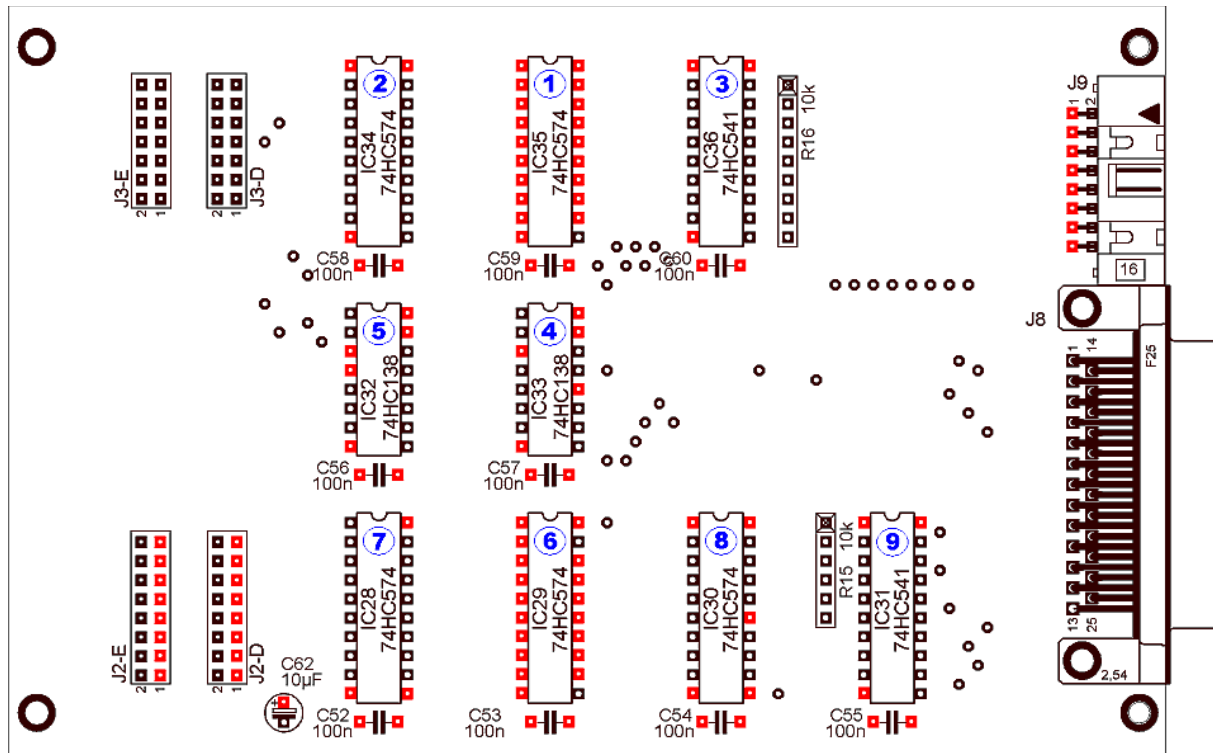 J3-E
2
1
J3-D
2
1
2
IC34
74HC574
C58
100n
1
IC35
74HC574
C59
100n
3
IC36
74HC541
C60
100n
10k
R16
J9
1
2
16
5
IC32
74HC138
C56
100n
4
IC33
74HC138
C57
100n
J8
1
14
F25
13
25
2,54
J2-E
2
1
J2-D
2
1
C62
10µF
+
7
IC28
74HC574
C52
100n
6
IC29
74HC574
C53
100n
8
IC30
74HC574
C54
100n
10k
R15
9
IC31
74HC541
C55
100n